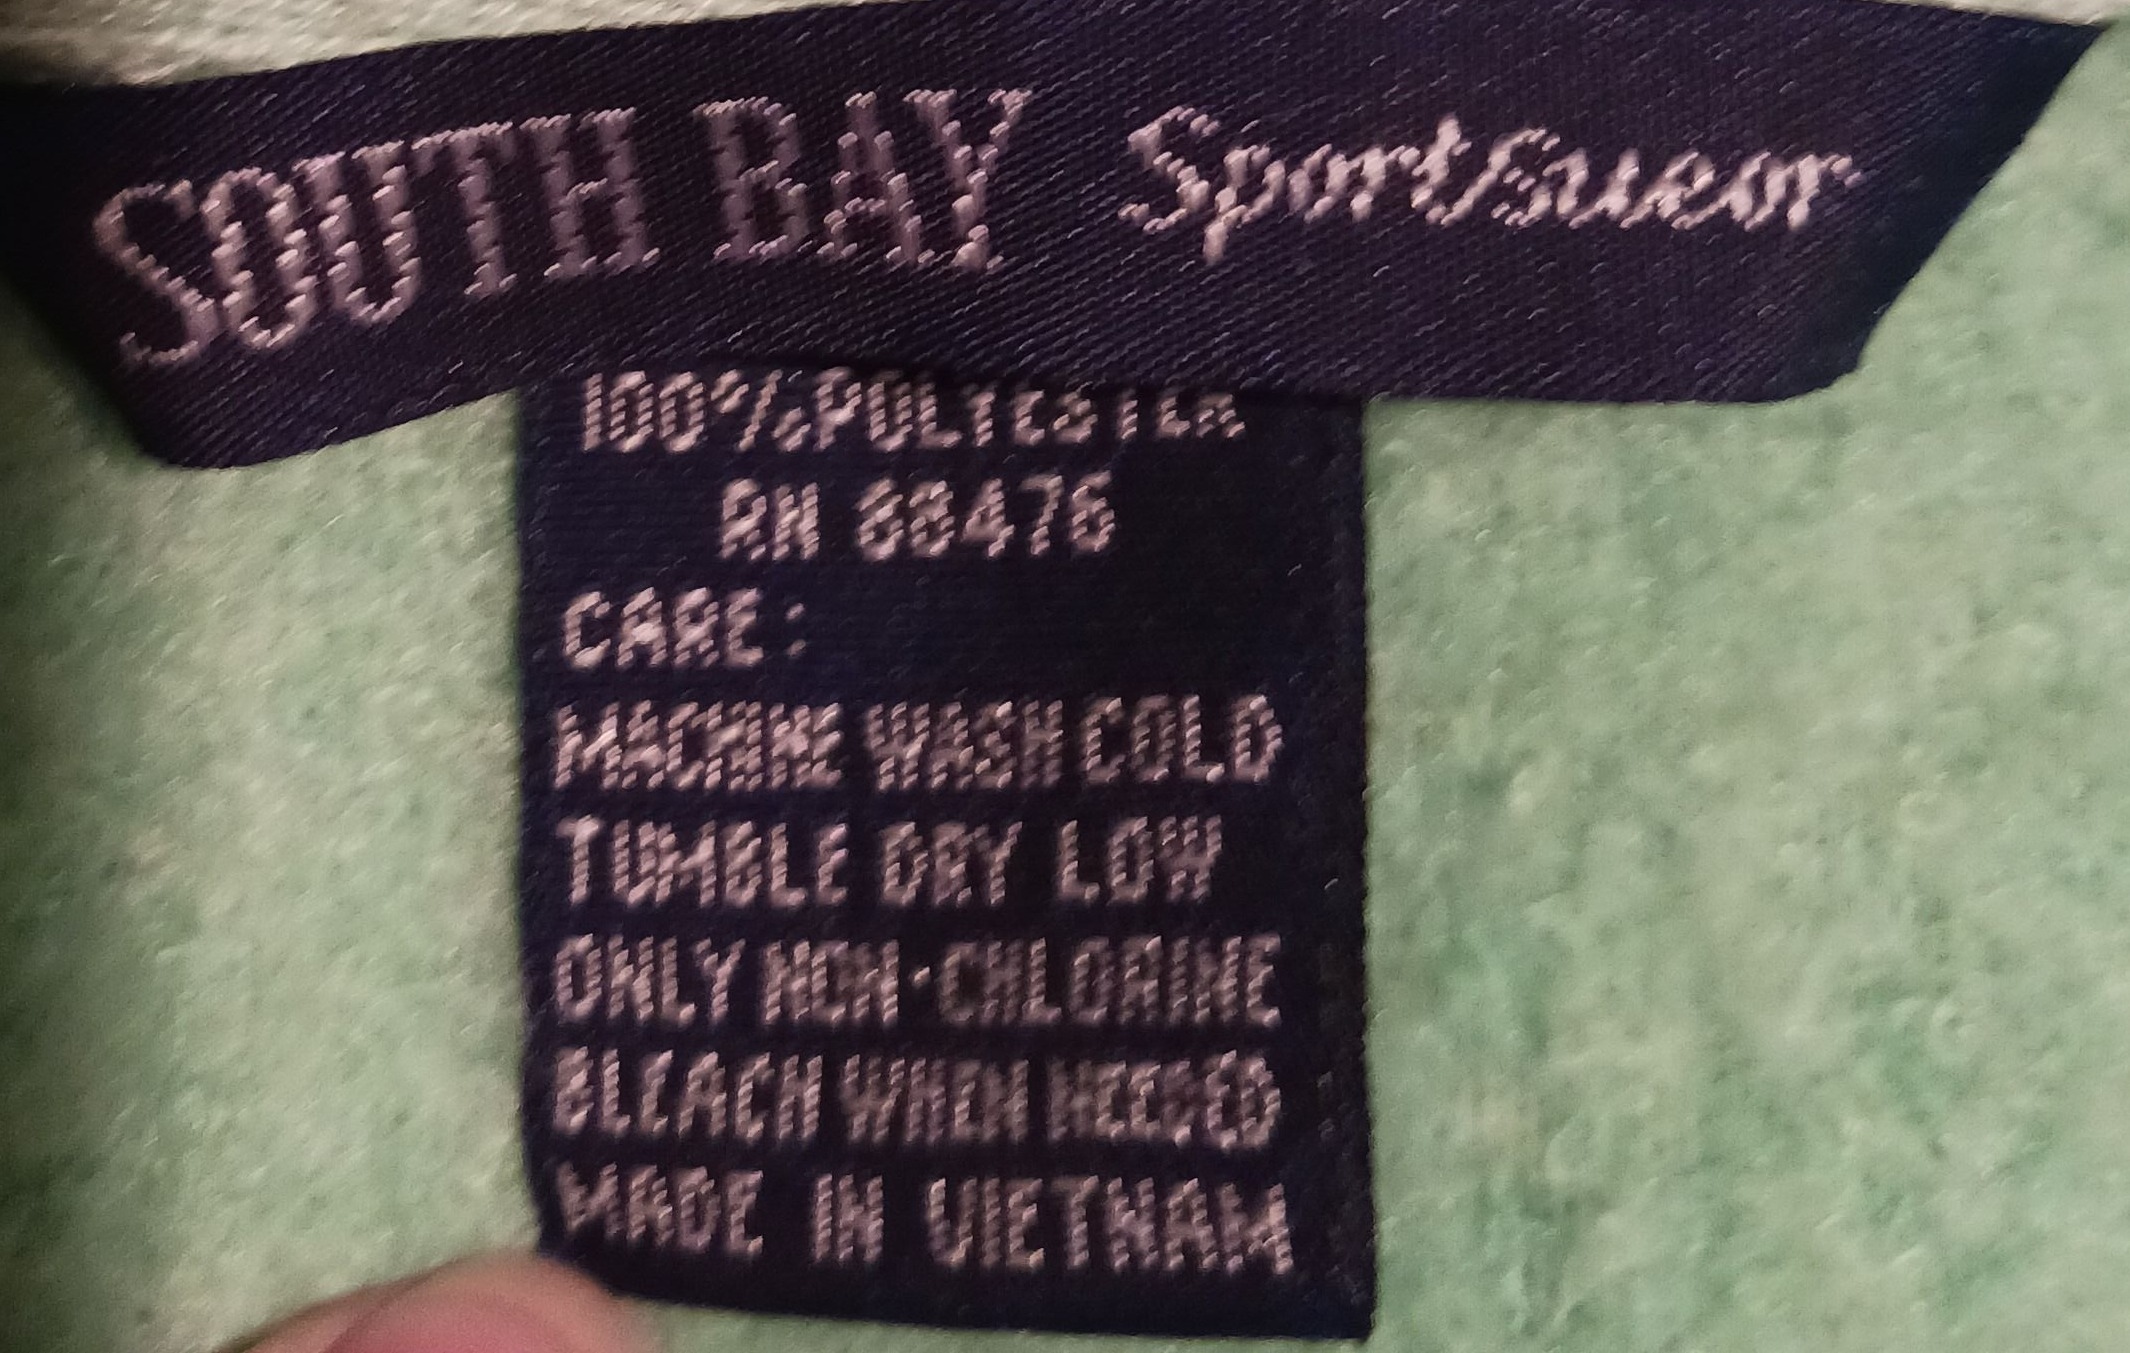 SOUTH BAY Sportswear
100%POLYESTER
RN 88476
CARE:
MACHINE WASH COLD
TUMBLE DRY LOW
ONLY NON-CHLORINE
BLEACH WHEN NEEDED
MADE IN VIETNAM